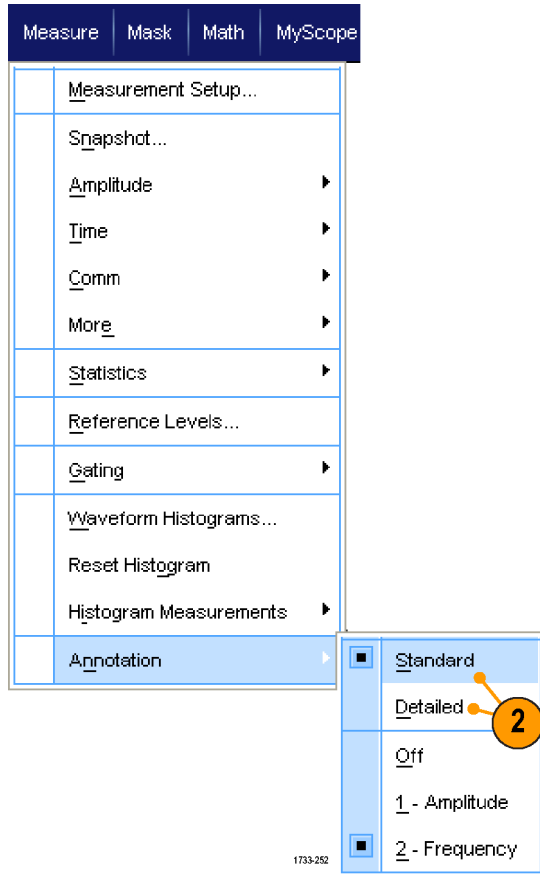 Measure Mask Math MyScope
Measurement Setup...
Snapshot...
Amplitude
Time
Comm
More
Statistics
Reference Levels...
Gating
Waveform Histograms...
Reset Histogram
Histogram Measurements
Annotation
Standard
Detailed
2
Off
1 - Amplitude
2 - Frequency
1733-252